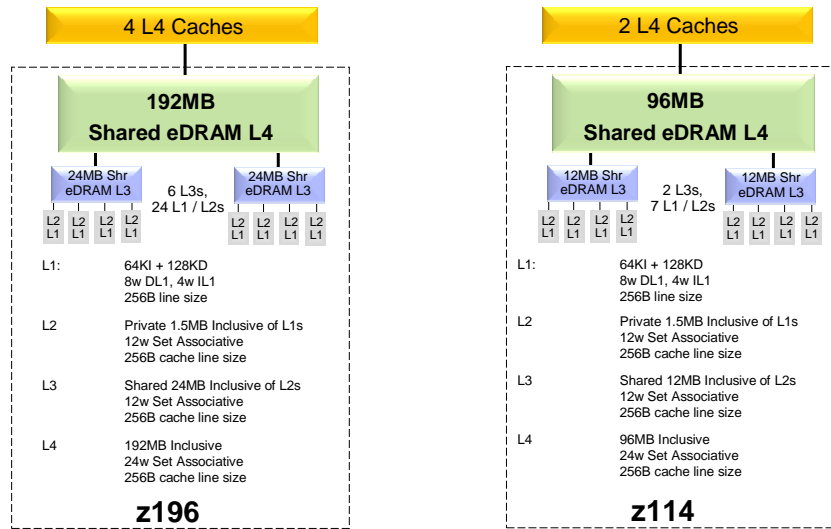 4 L4 Caches
192MB
Shared eDRAM L4
24MB Shr
eDRAM L3
6 L3s,
24 L1 / L2s
24MB Shr
eDRAM L3
L2 L2 L2 L2
L1 L1 L1 L1
L2 L2 L2 L2
L1 L1 L1 L1
L1: 64KI + 128KD
8w DL1, 4w IL1
256B line size
L2 Private 1.5MB Inclusive of L1s
12w Set Associative
256B cache line size
L3 Shared 24MB Inclusive of L2s
12w Set Associative
256B cache line size
L4 192MB Inclusive
24w Set Associative
256B cache line size
z196
2 L4 Caches
96MB
Shared eDRAM L4
12MB Shr
eDRAM L3
2 L3s,
7 L1 / L2s
12MB Shr
eDRAM L3
L2 L2 L2 L2
L1 L1 L1 L1
L2 L2 L2 L2
L1 L1 L1 L1
L1: 64KI + 128KD
8w DL1, 4w IL1
256B line size
L2 Private 1.5MB Inclusive of L1s
12w Set Associative
256B cache line size
L3 Shared 12MB Inclusive of L2s
12w Set Associative
256B cache line size
L4 96MB Inclusive
24w Set Associative
256B cache line size
z114